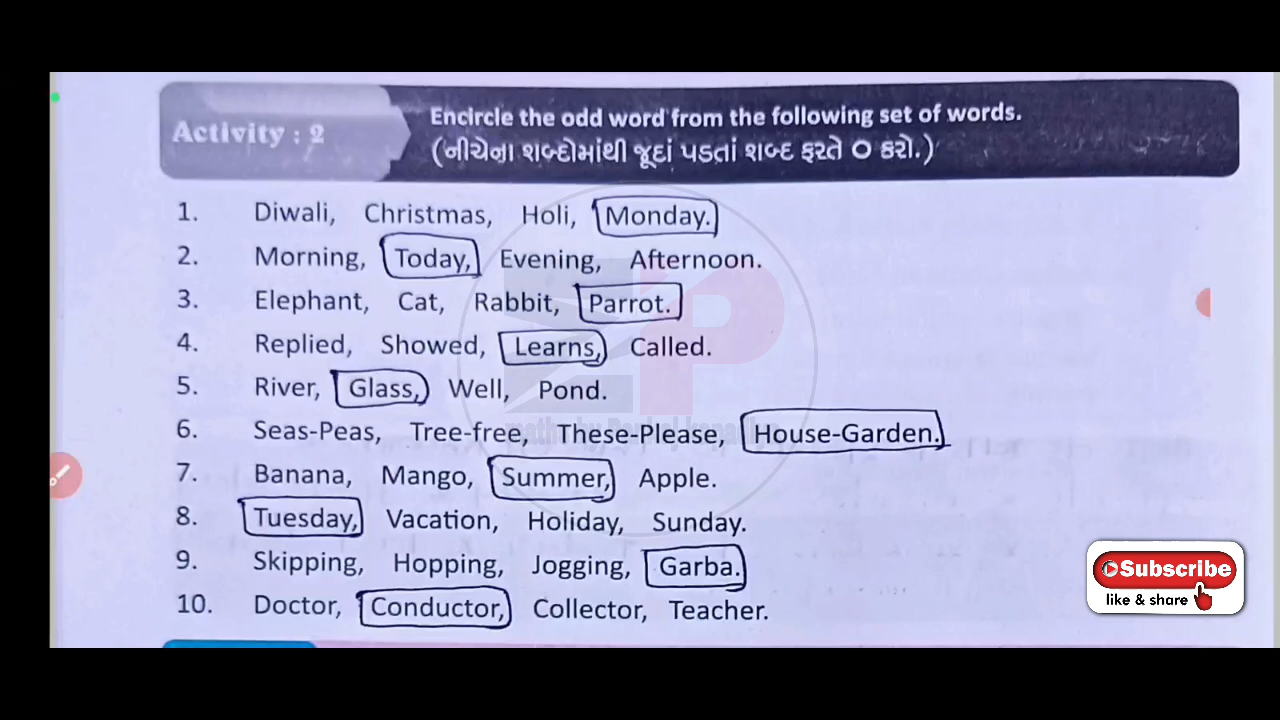 Activity : 2
Encircle the odd word from the following set of words.
(નીચેના શબ્દોમાંથી જૂદાં પડતાં શબ્દ ફરતે O કરો.)
1. Diwali, Christmas, Holi, Monday.
2. Morning, Today, Evening, Afternoon.
3. Elephant, Cat, Rabbit, Parrot.
4. Replied, Showed, Learns, Called.
5. River, Glass, Well, Pond.
6. Seas-Peas, Tree-free, These-Please, House-Garden.
7. Banana, Mango, Summer, Apple.
8. Tuesday, Vacation, Holiday, Sunday.
9. Skipping, Hopping, Jogging, Garba.
10. Doctor, Conductor, Collector, Teacher.
Subscribe
like & share